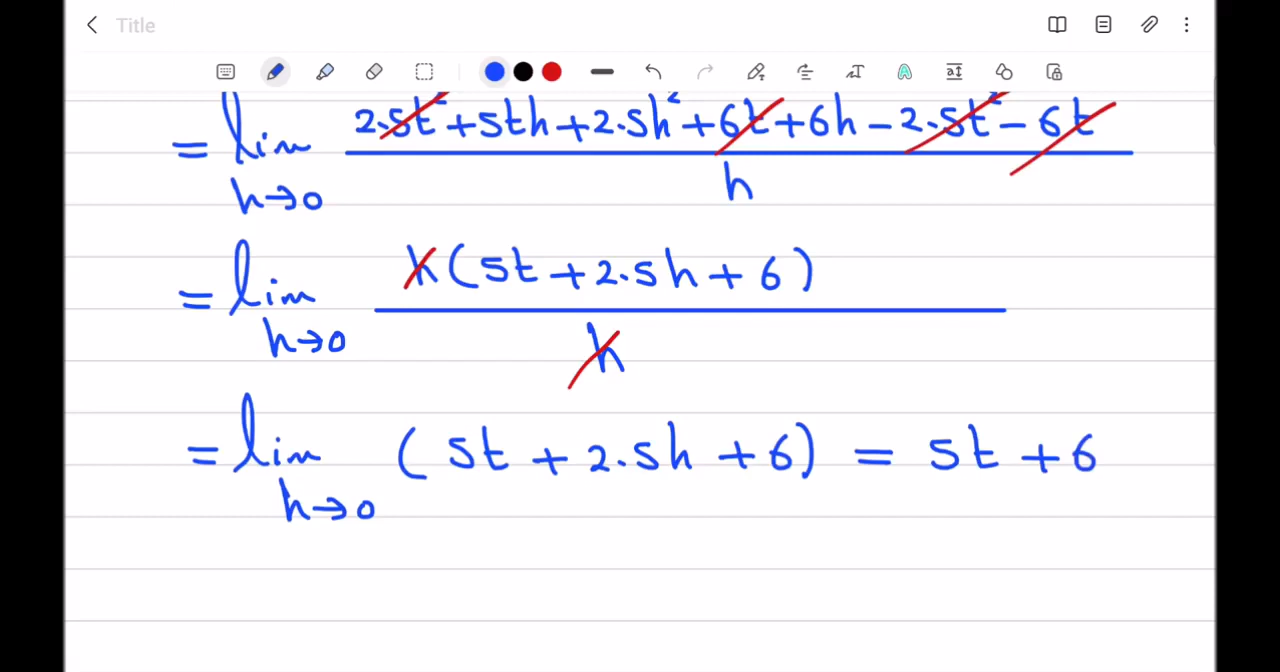 Title
= lim h→0 (2.5t² + 5th + 2.5h² + 6t + 6h − 2.5t² − 6t) / h
= lim h→0 h(5t + 2.5h + 6) / h
= lim h→0 (5t + 2.5h + 6) = 5t + 6